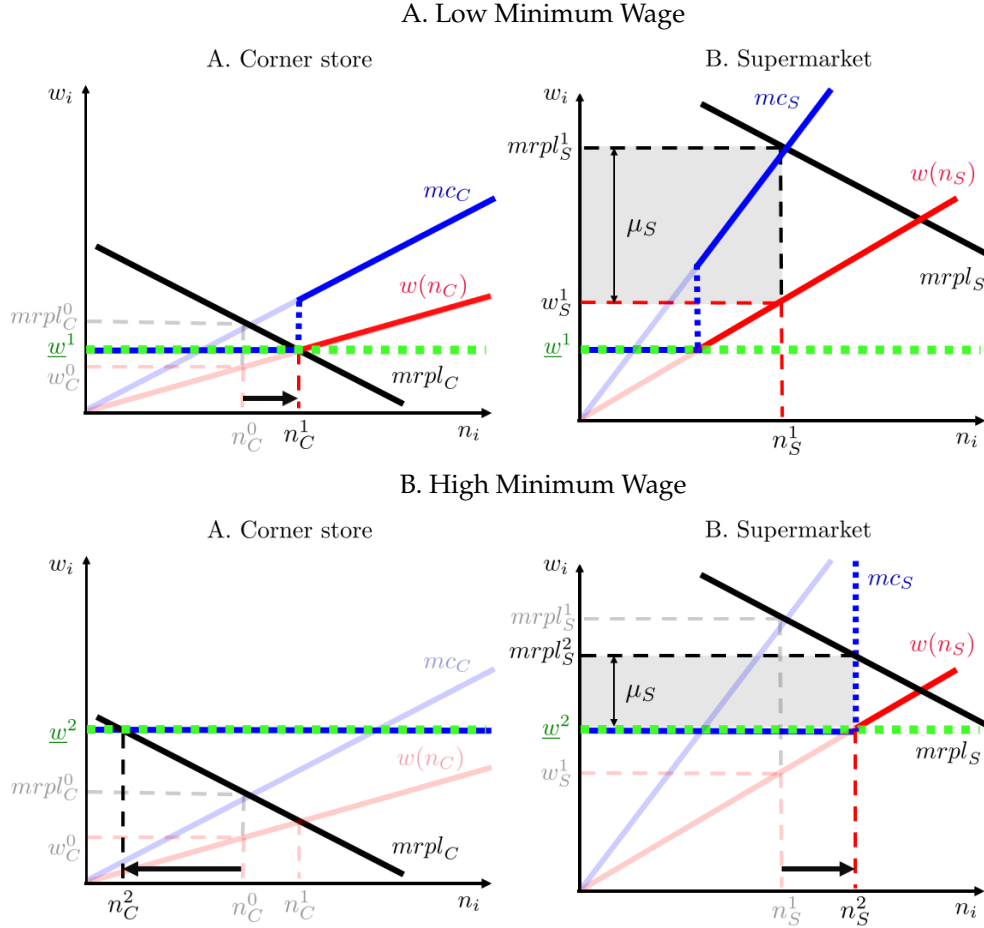 A. Low Minimum Wage
A. Corner store
w_i
mc_C
w(n_C)
mrpl_C^0
w̲^1
w_C^0
mrpl_C
n_C^0
n_C^1
n_i
B. Supermarket
w_i
mc_S
mrpl_S^1
w(n_S)
μ_S
mrpl_S
w_S^1
w̲^1
n_S^1
n_i
B. High Minimum Wage
A. Corner store
w_i
mc_C
w̲^2
w(n_C)
mrpl_C^0
w_C^0
mrpl_C
n_C^2
n_C^0
n_C^1
n_i
B. Supermarket
w_i
mc_S
mrpl_S^1
mrpl_S^2
w(n_S)
μ_S
w̲^2
mrpl_S
w_S^1
n_S^1
n_S^2
n_i